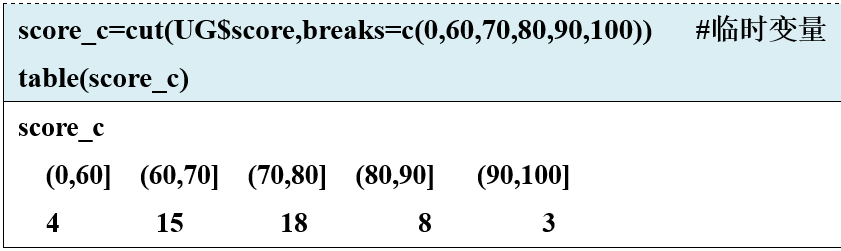 score_c=cut(UG$score,breaks=c(0,60,70,80,90,100)) #临时变量
table(score_c)
score_c
(0,60] (60,70] (70,80] (80,90] (90,100]
4 15 18 8 3